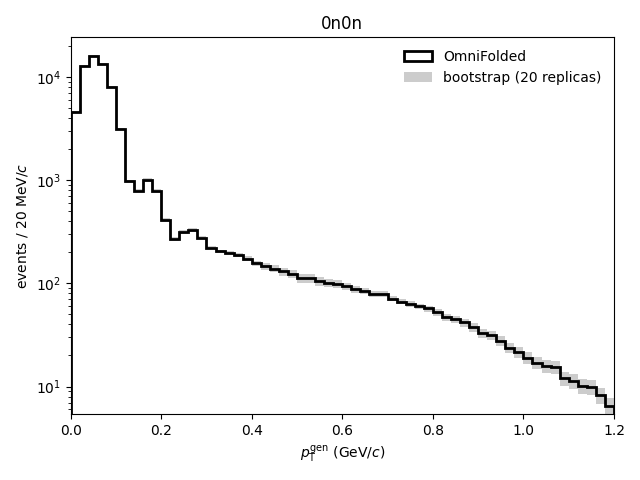 0n0n
OmniFolded
bootstrap (20 replicas)
events / 20 MeV/c
10⁴
10³
10²
10¹
0.0 0.2 0.4 0.6 0.8 1.0 1.2
p_T^gen (GeV/c)